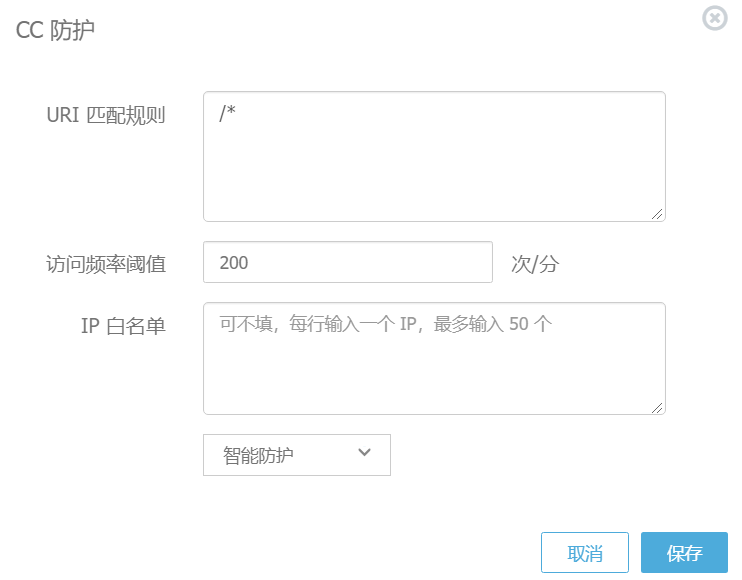 CC 防护
URI 匹配规则
/*
访问频率阈值
200
次/分
IP 白名单
可不填，每行输入一个 IP，最多输入 50 个
智能防护
取消
保存